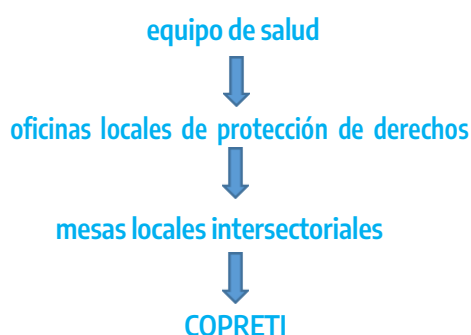 equipo de salud
oficinas locales de protección de derechos
mesas locales intersectoriales
COPRETI